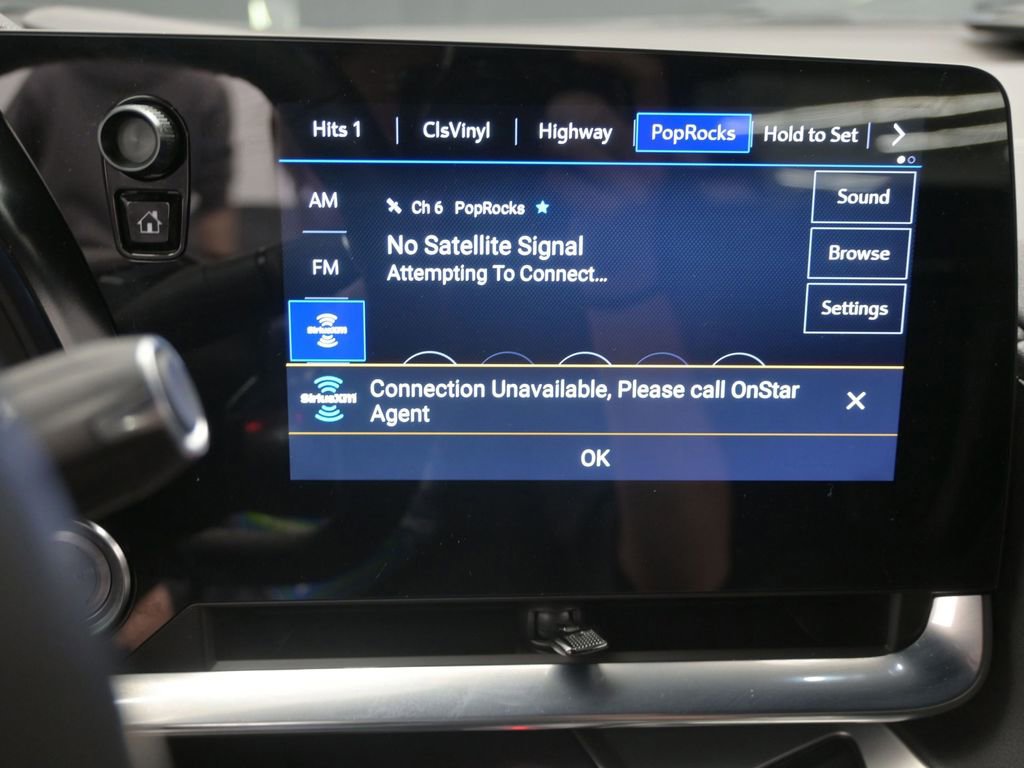 Hits 1
ClsVinyl
Highway
PopRocks
Hold to Set
AM
Ch 6 PopRocks
Sound
No Satellite Signal
Attempting To Connect...
Browse
FM
Settings
SiriusXM
SiriusXM
Connection Unavailable, Please call OnStar
Agent
OK